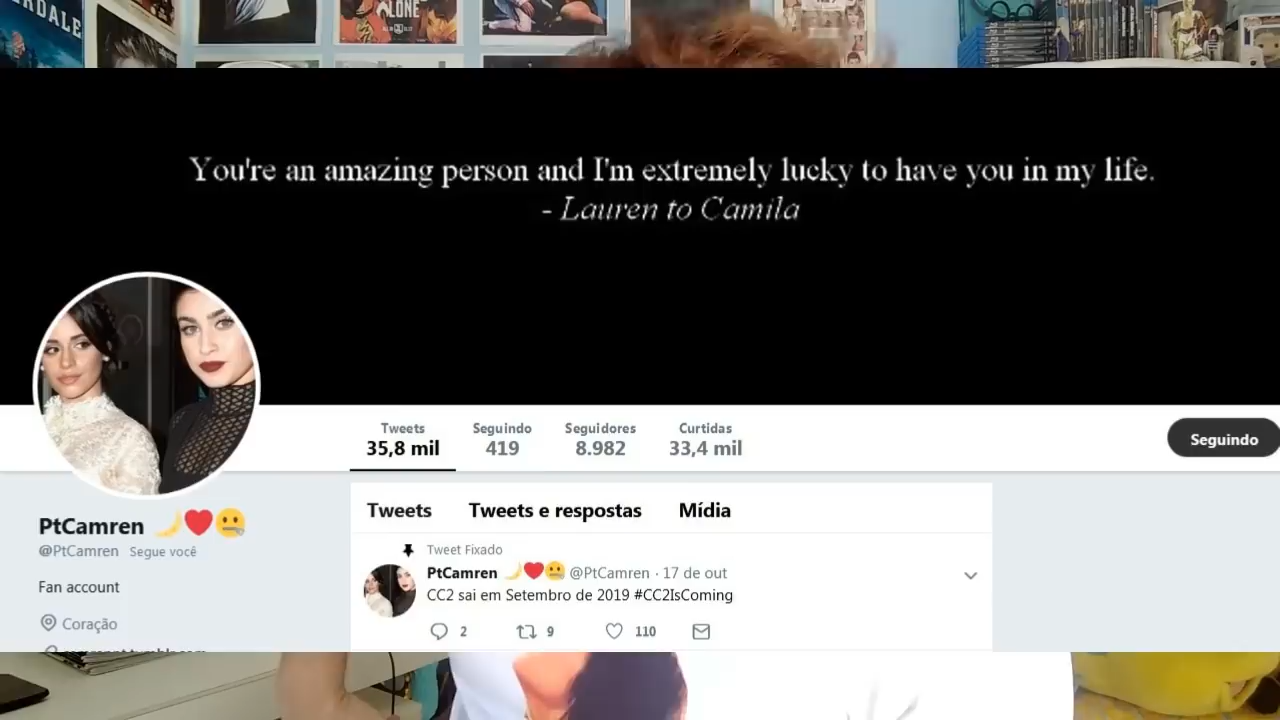 RDALE
ALONE
You're an amazing person and I'm extremely lucky to have you in my life.
- Lauren to Camila
Tweets Seguindo Seguidores Curtidas
35,8 mil 419 8.982 33,4 mil
Seguindo
PtCamren 🌙❤️🤐
@PtCamren Segue você
Fan account
Coração
Tweets Tweets e respostas Mídia
Tweet Fixado
PtCamren 🌙❤️🤐 @PtCamren · 17 de out
CC2 sai em Setembro de 2019 #CC2IsComing
2 9 110